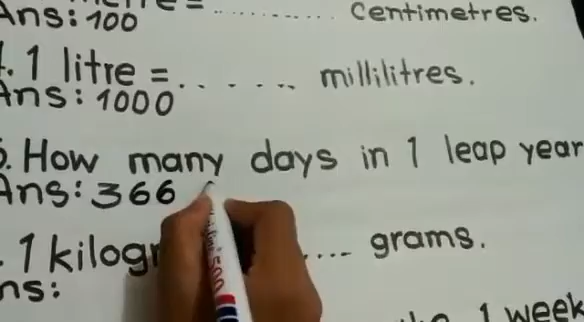 = ............. Centimetres.
Ans: 100
1 litre = ....... millilitres.
Ans: 1000
How many days in 1 leap year
Ans: 366
1 kilog .... grams.
ns:
1 week